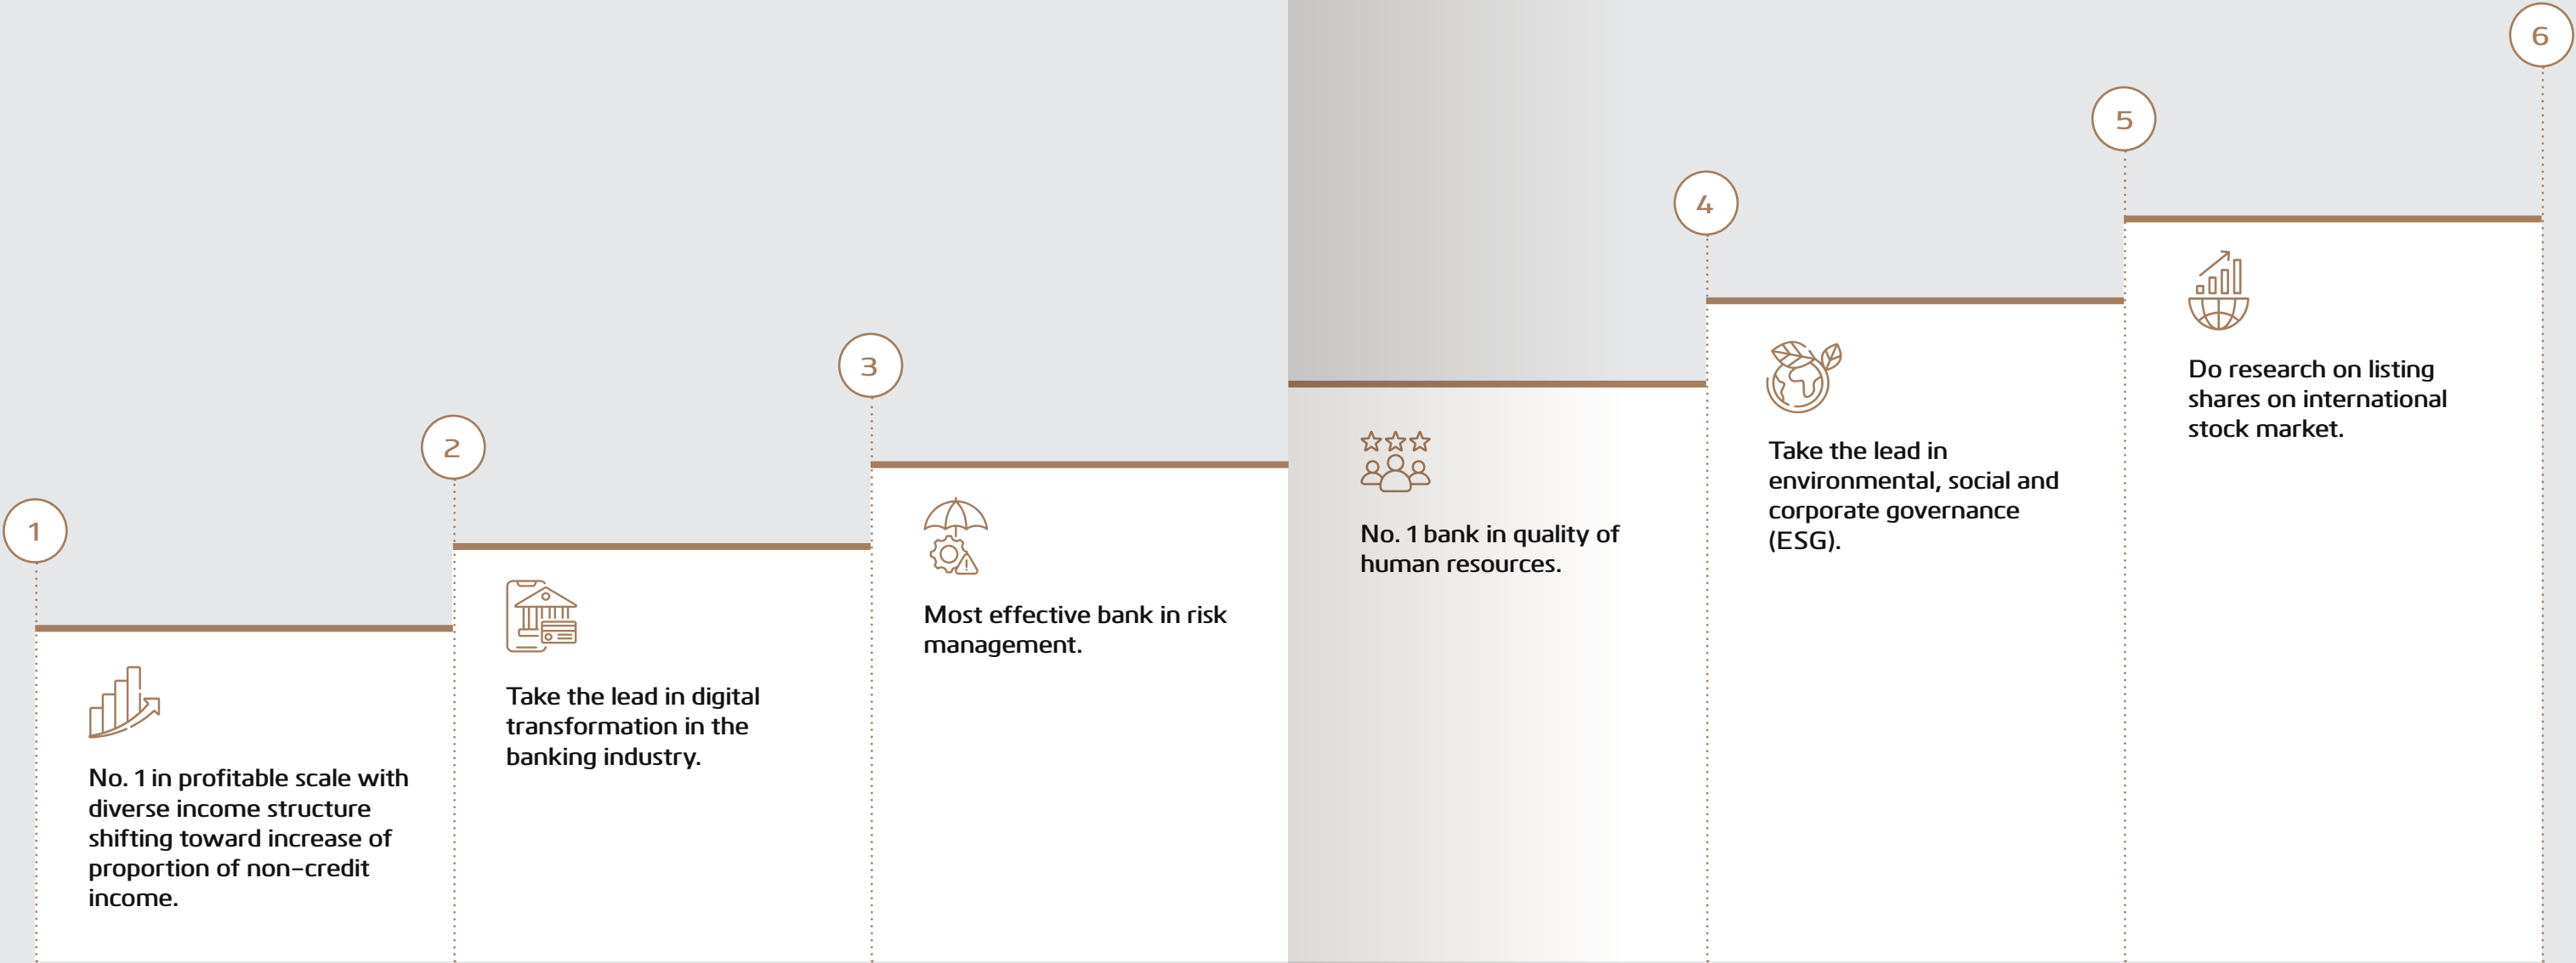 1
No. 1 in profitable scale with
diverse income structure
shifting toward increase of
proportion of non-credit
income.
2
Take the lead in digital
transformation in the
banking industry.
3
Most effective bank in risk
management.
No. 1 bank in quality of
human resources.
4
Take the lead in
environmental, social and
corporate governance
(ESG).
5
Do research on listing
shares on international
stock market.
6